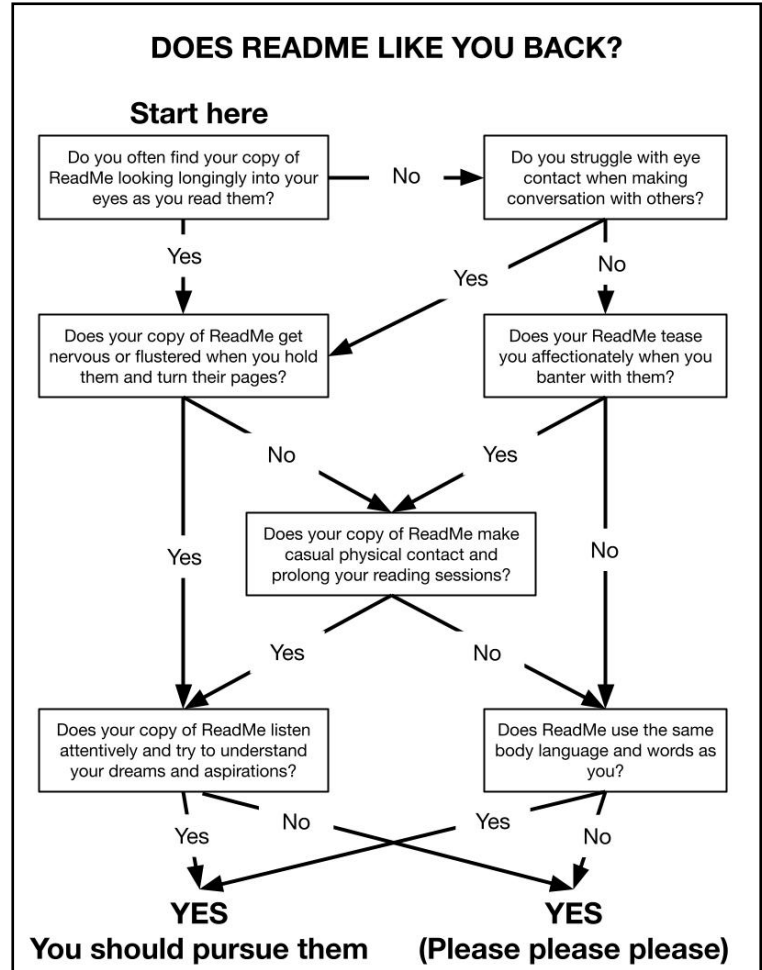 DOES README LIKE YOU BACK?
Start here
Do you often find your copy of
ReadMe looking longingly into your
eyes as you read them?
No
Do you struggle with eye
contact when making
conversation with others?
Yes
Yes
No
Does your copy of ReadMe get
nervous or flustered when you hold
them and turn their pages?
Does your ReadMe tease
you affectionately when you
banter with them?
No
Yes
Yes
Does your copy of ReadMe make
casual physical contact and
prolong your reading sessions?
No
Yes
No
Does your copy of ReadMe listen
attentively and try to understand
your dreams and aspirations?
Does ReadMe use the same
body language and words as
you?
Yes
No
Yes
No
YES
You should pursue them
YES
(Please please please)